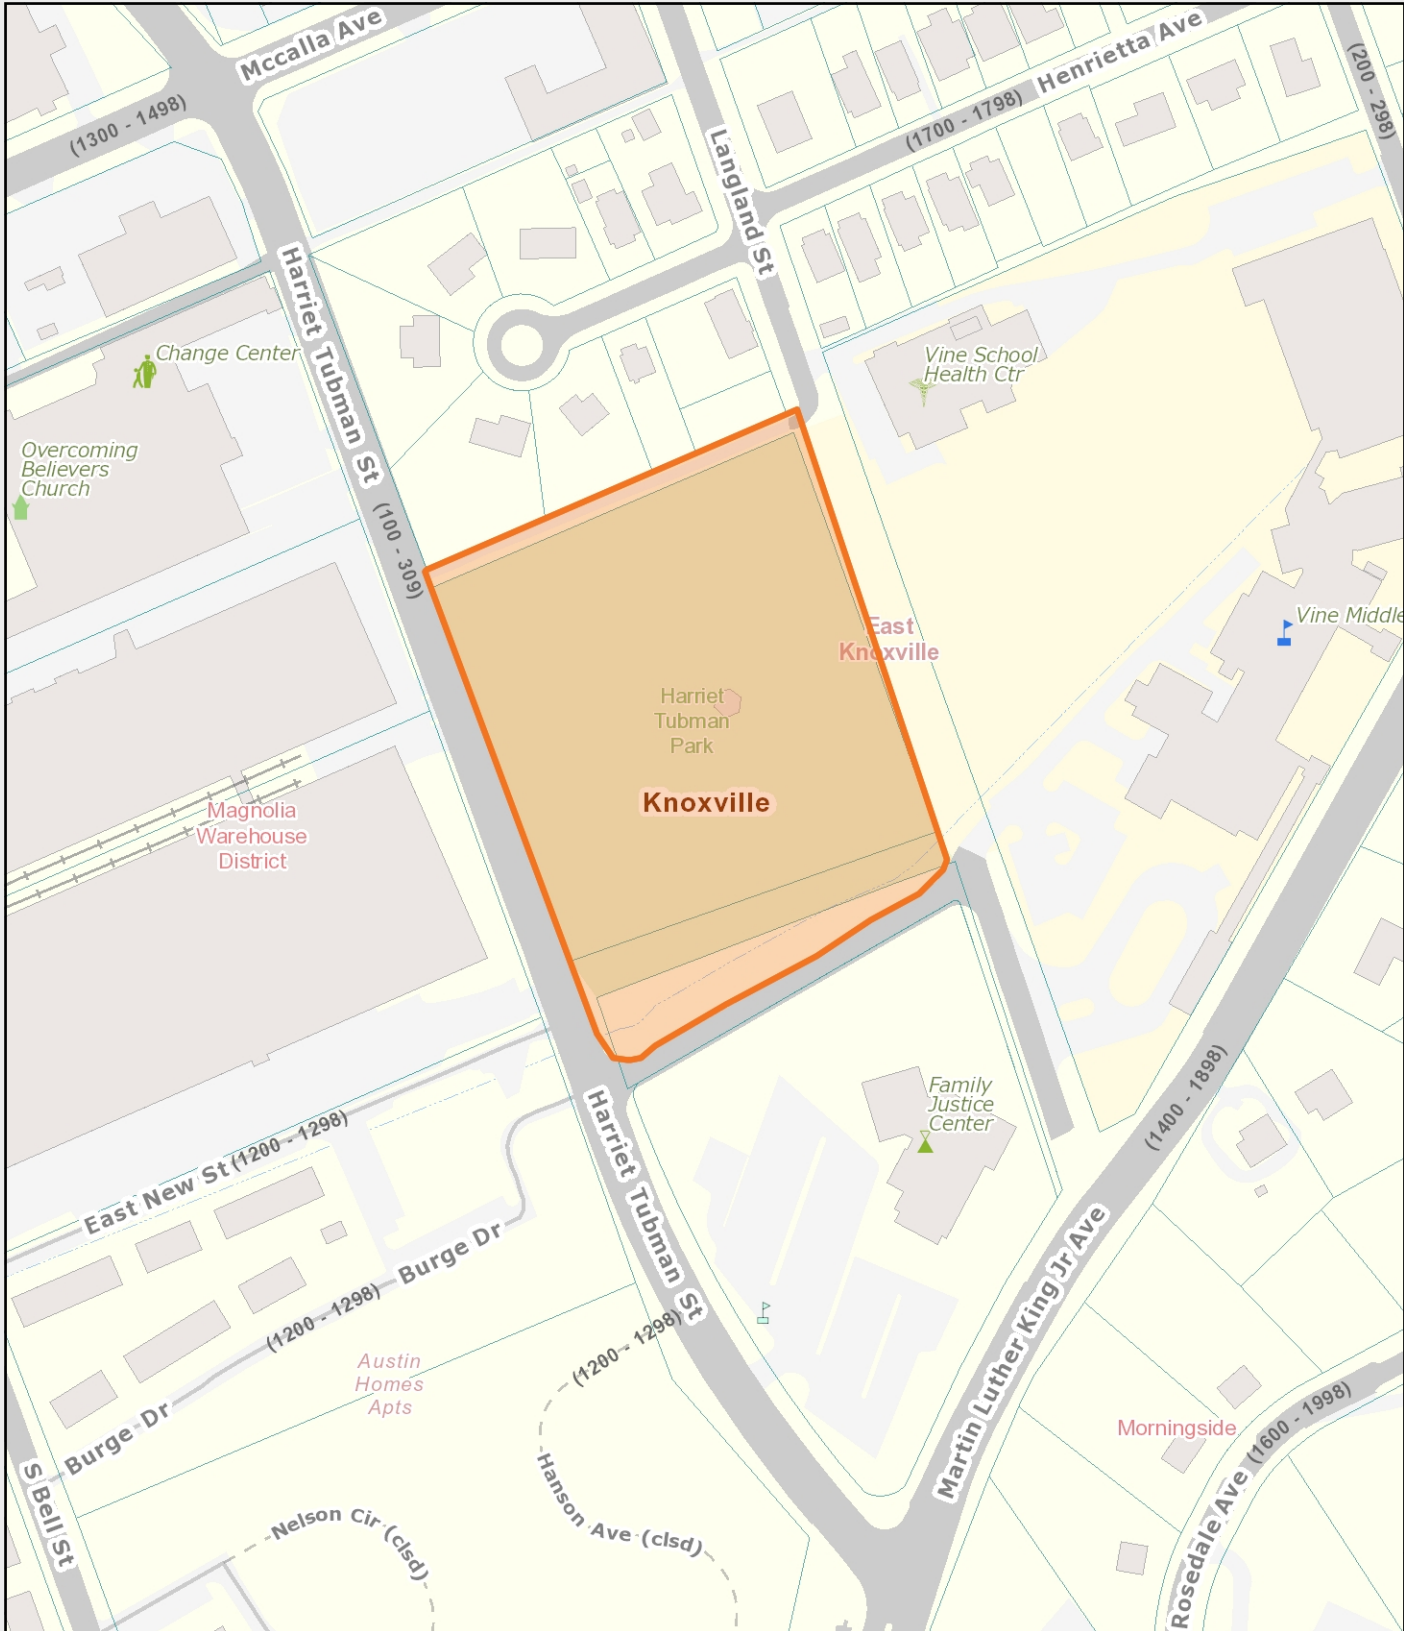 Mccalla Ave
Henrietta Ave
(1300 - 1498)
(1700 - 1798)
(200 - 298)
Langland St
Harriet Tubman St
Change Center
Vine School
Health Ctr
Overcoming
Believers
Church
(100 - 309)
East
Knoxville
Vine Middle
Harriet
Tubman
Park
Knoxville
Magnolia
Warehouse
District
Family
Justice
Center
(1400 - 1898)
East New St
(1200 - 1298)
Harriet Tubman St
Burge Dr
(1200 - 1298)
(1200 - 1298)
Martin Luther King Jr Ave
Austin
Homes
Apts
Burge Dr
Morningside
(1600 - 1998)
Rosedale Ave
S Bell St
Nelson Cir (clsd)
Hanson Ave (clsd)